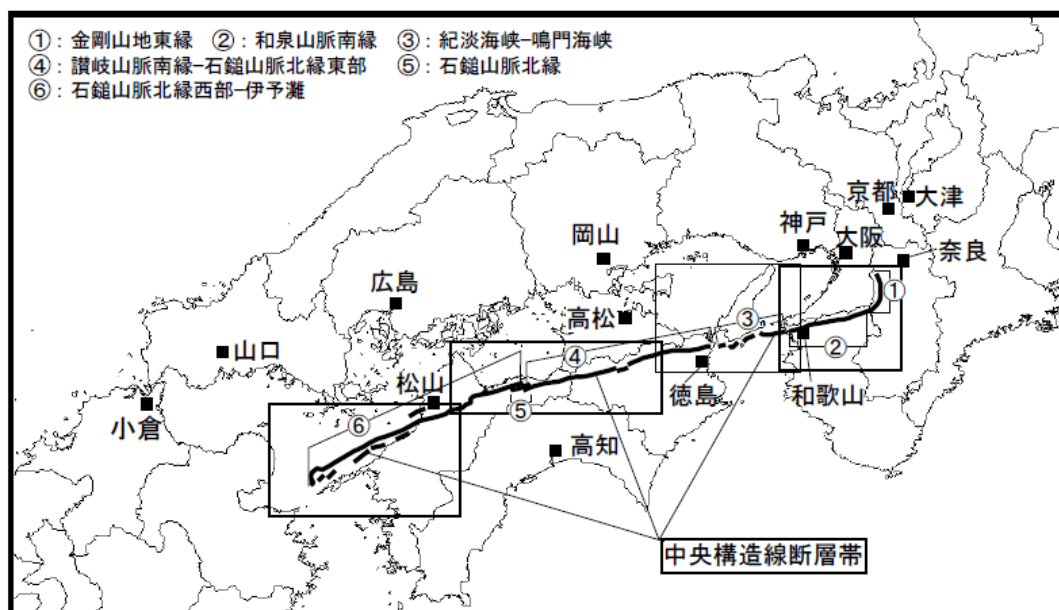 ①：金剛山地東縁　②：和泉山脈南縁　③：紀淡海峡−鳴門海峡
④：讃岐山脈南縁−石鎚山脈北縁東部　⑤：石鎚山脈北縁
⑥：石鎚山脈北縁西部−伊予灘
京都
大津
神戸
大阪
奈良
岡山
広島
①
高松
③
②
山口
④
松山
徳島
和歌山
⑤
小倉
⑥
高知
中央構造線断層帯